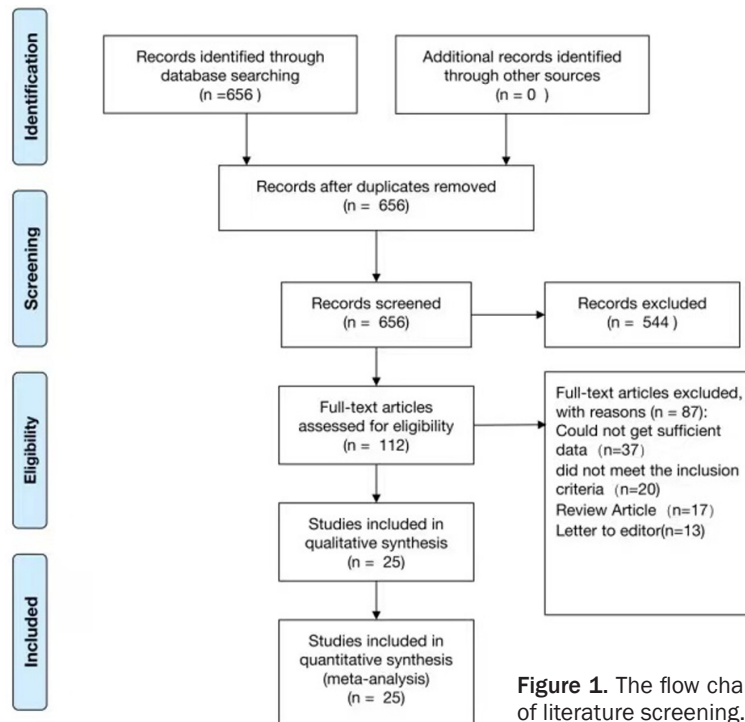 Identification
Records identified through
database searching
(n =656 )
Additional records identified
through other sources
(n = 0 )
Records after duplicates removed
(n = 656)
Screening
Records screened
(n = 656)
Records excluded
(n = 544 )
Eligibility
Full-text articles
assessed for eligibility
(n = 112)
Full-text articles excluded,
with reasons (n = 87):
Could not get sufficient
data (n=37)
did not meet the inclusion
criteria (n=20)
Review Article (n=17)
Letter to editor(n=13)
Studies included in
qualitative synthesis
(n = 25)
Included
Studies included in
quantitative synthesis
(meta-analysis)
(n = 25)
Figure 1. The flow cha
of literature screening.